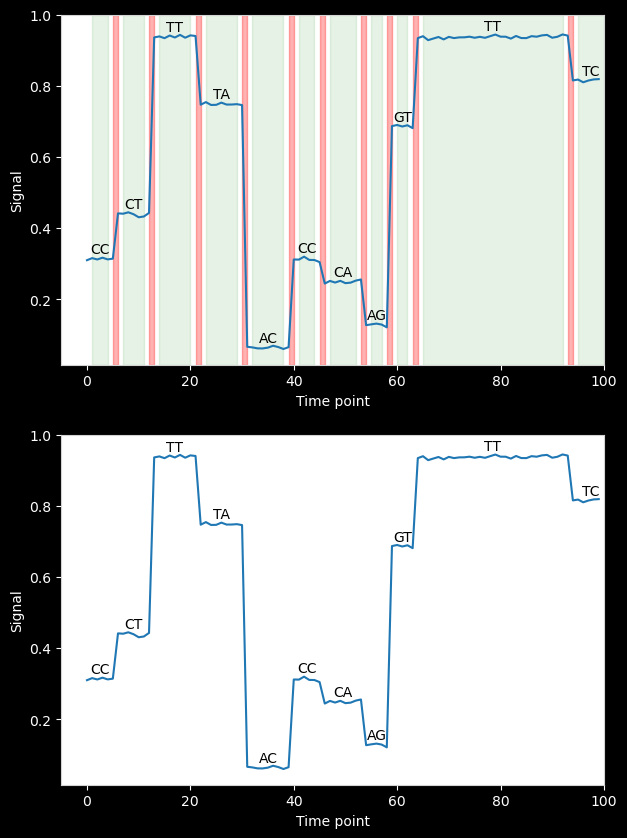 1.0
TT
TT
TA
TC
0.8
GT
0.6
Signal
CT
0.4
CC
CC
CA
0.2
AG
AC
0 20 40 60 80 100
Time point
1.0
TT
TT
TA
TC
0.8
GT
0.6
Signal
CT
0.4
CC
CC
CA
0.2
AG
AC
0 20 40 60 80 100
Time point